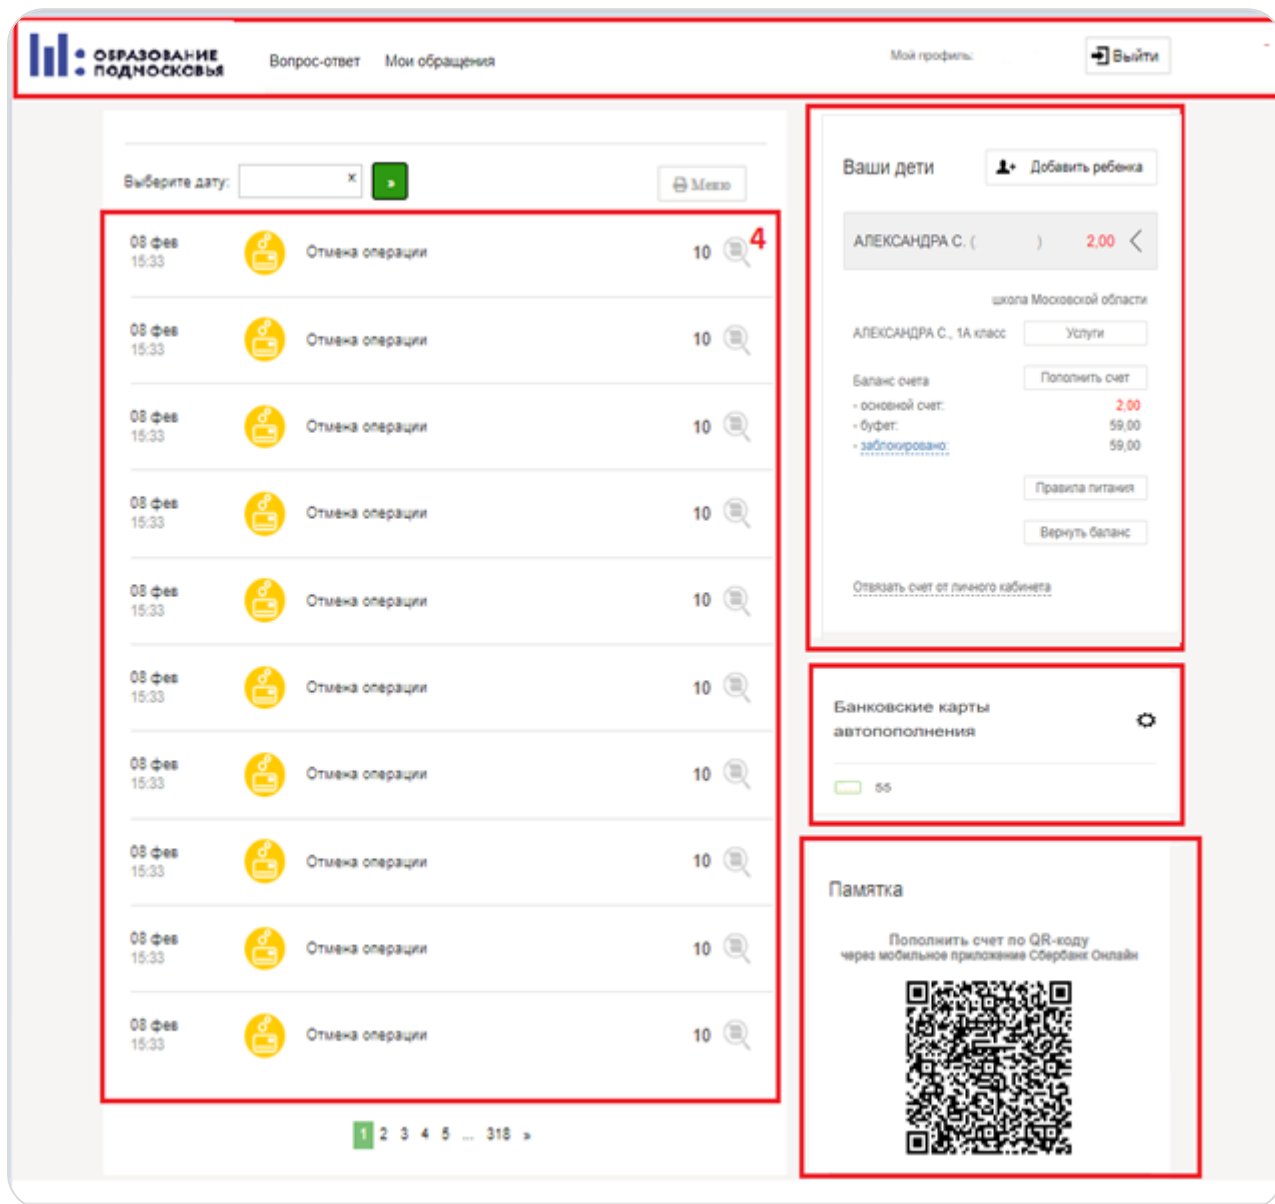 ОБРАЗОВАНИЕ
ПОДМОСКОВЬЯ
Вопрос-ответ Мои обращения
Мой профиль:
Выйти
Выберите дату: x » Меню
4
08 фев
15:33
Отмена операции 10
08 фев
15:33
Отмена операции 10
08 фев
15:33
Отмена операции 10
08 фев
15:33
Отмена операции 10
08 фев
15:33
Отмена операции 10
08 фев
15:33
Отмена операции 10
08 фев
15:33
Отмена операции 10
08 фев
15:33
Отмена операции 10
08 фев
15:33
Отмена операции 10
08 фев
15:33
Отмена операции 10
1 2 3 4 5 ... 318 »
Ваши дети Добавить ребенка
АЛЕКСАНДРА С. ( ) 2,00
школа Московской области
АЛЕКСАНДРА С., 1А класс Услуги
Баланс счета Пополнить счет
- основной счет: 2,00
- буфет: 59,00
- заблокировано: 59,00
Правила питания
Вернуть баланс
Отвязать счет от личного кабинета
Банковские карты
автопополнения
55
Памятка
Пополнить счет по QR-коду
через мобильное приложение Сбербанк Онлайн